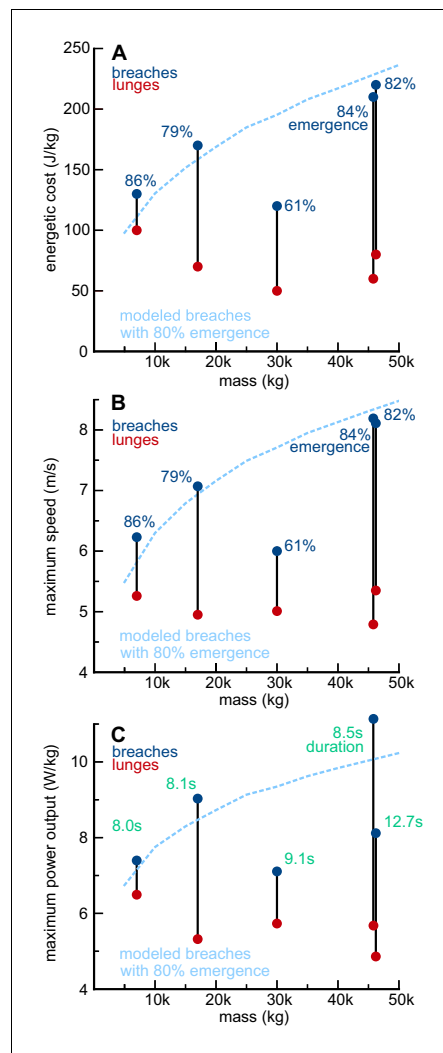 A
breaches
lunges
250
200
150
100
50
0
energetic cost (J/kg)
86%
79%
61%
84%
emergence
82%
modeled breaches
with 80% emergence
10k 20k 30k 40k 50k
mass (kg)
B
breaches
lunges
8
7
6
5
4
maximum speed (m/s)
86%
79%
61%
84%
emergence
82%
modeled breaches
with 80% emergence
10k 20k 30k 40k 50k
mass (kg)
C
breaches
lunges
10
8
6
4
maximum power output (W/kg)
8.0s
8.1s
9.1s
8.5s
duration
12.7s
modeled breaches
with 80% emergence
10k 20k 30k 40k 50k
mass (kg)